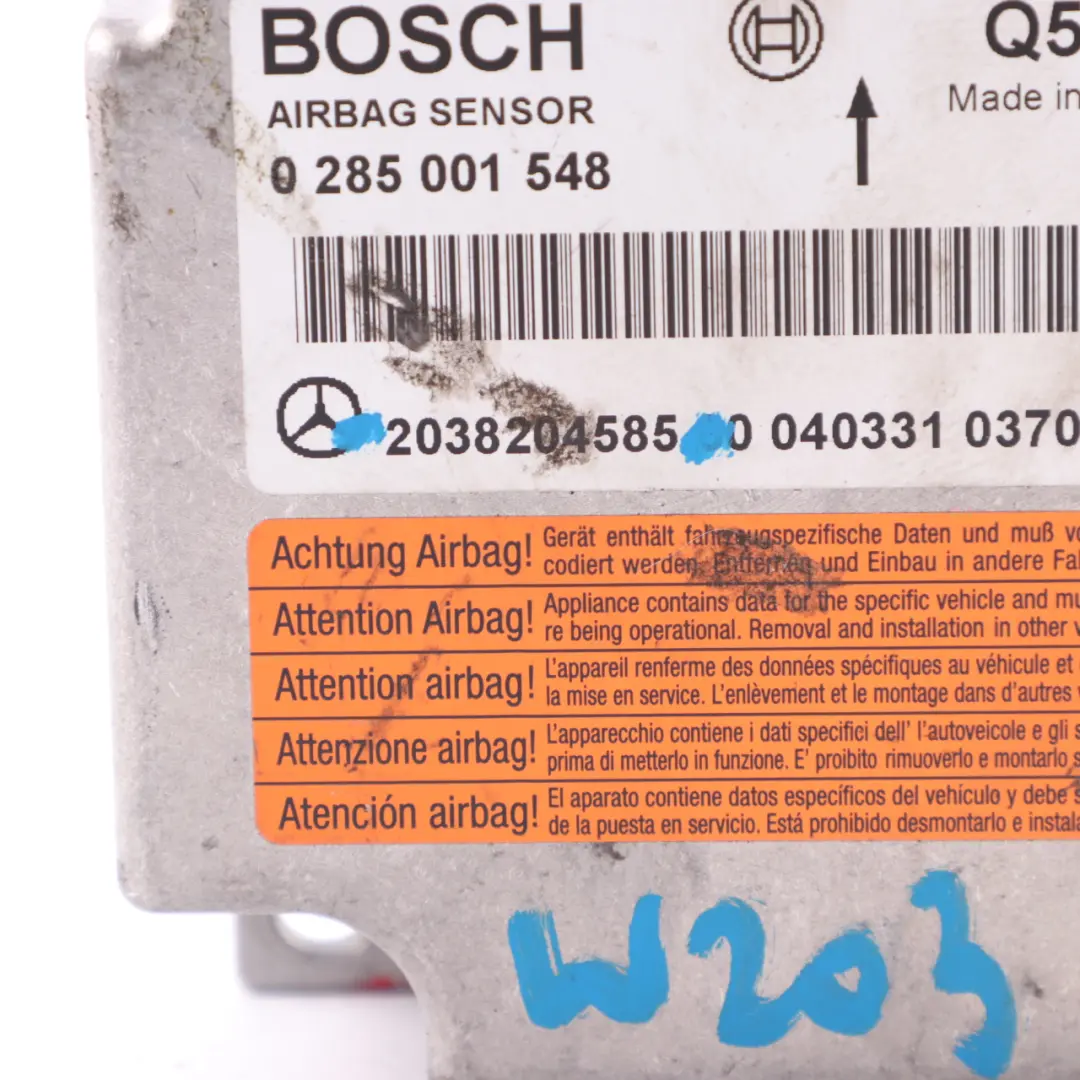 BOSCH
Q5
AIRBAG SENSOR
Made in
0 285 001 548
2038204585 0 040331 0370
Achtung Airbag! Gerät enthält fahrzeugspezifische Daten und muß vo
codiert werden. Entfernen und Einbau in andere Fa
Attention Airbag! Appliance contains data for the specific vehicle and mu
re being operational. Removal and installation in other v
Attention airbag! L'appareil renferme des données spécifiques au véhicule et
la mise en service. L'enlèvement et le montage dans d'autres v
Attenzione airbag! L'apparecchio contiene i dati specifici dell' l'autoveicole e gli s
prima di metterlo in funzione. E' proibito rimuoverlo e montarlo s
Atención airbag! El aparato contiene datos específicos del vehículo y debe s
de la puesta en servicio. Está prohibido desmontarlo e instala
W203